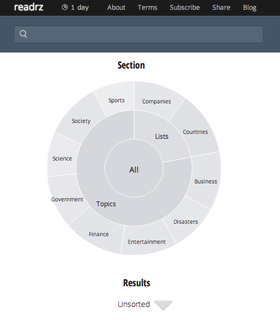 readrz 1 day About Terms Subscribe Share Blog
Section
Sports
Companies
Society
Lists
Countries
Science
All
Business
Government
Topics
Disasters
Finance
Entertainment
Results
Unsorted